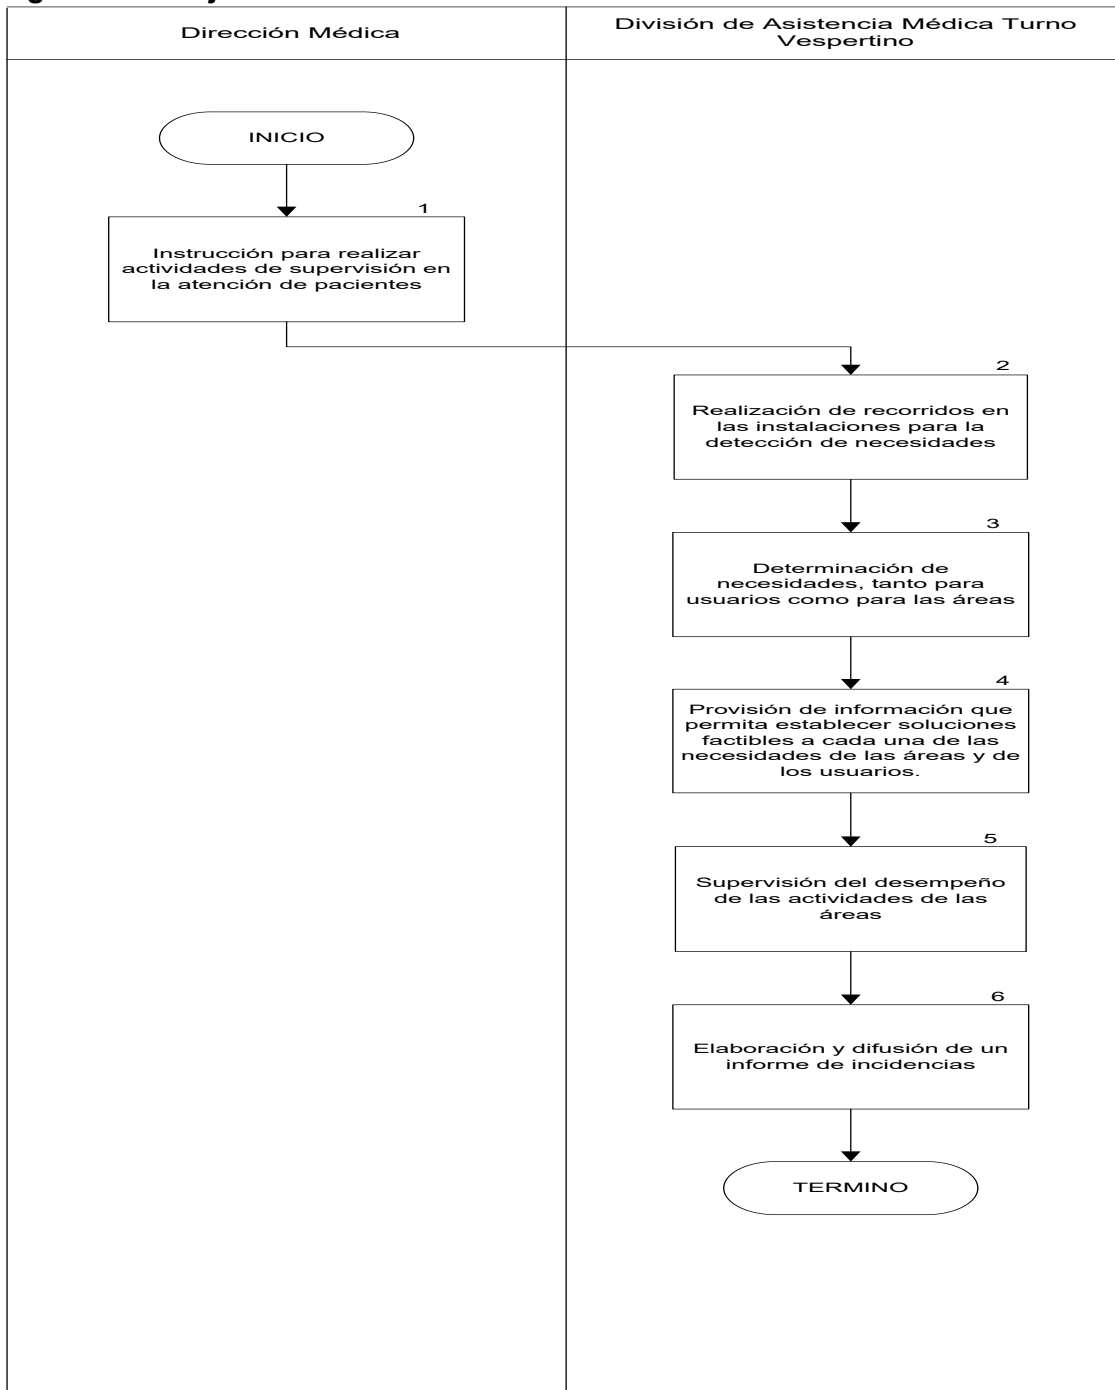 Dirección Médica
División de Asistencia Médica Turno
Vespertino
INICIO
1
Instrucción para realizar
actividades de supervisión en
la atención de pacientes
2
Realización de recorridos en
las instalaciones para la
detección de necesidades
3
Determinación de
necesidades, tanto para
usuarios como para las áreas
4
Provisión de información que
permita establecer soluciones
factibles a cada una de las
necesidades de las áreas y de
los usuarios.
5
Supervisión del desempeño
de las actividades de las
áreas
6
Elaboración y difusión de un
informe de incidencias
TERMINO